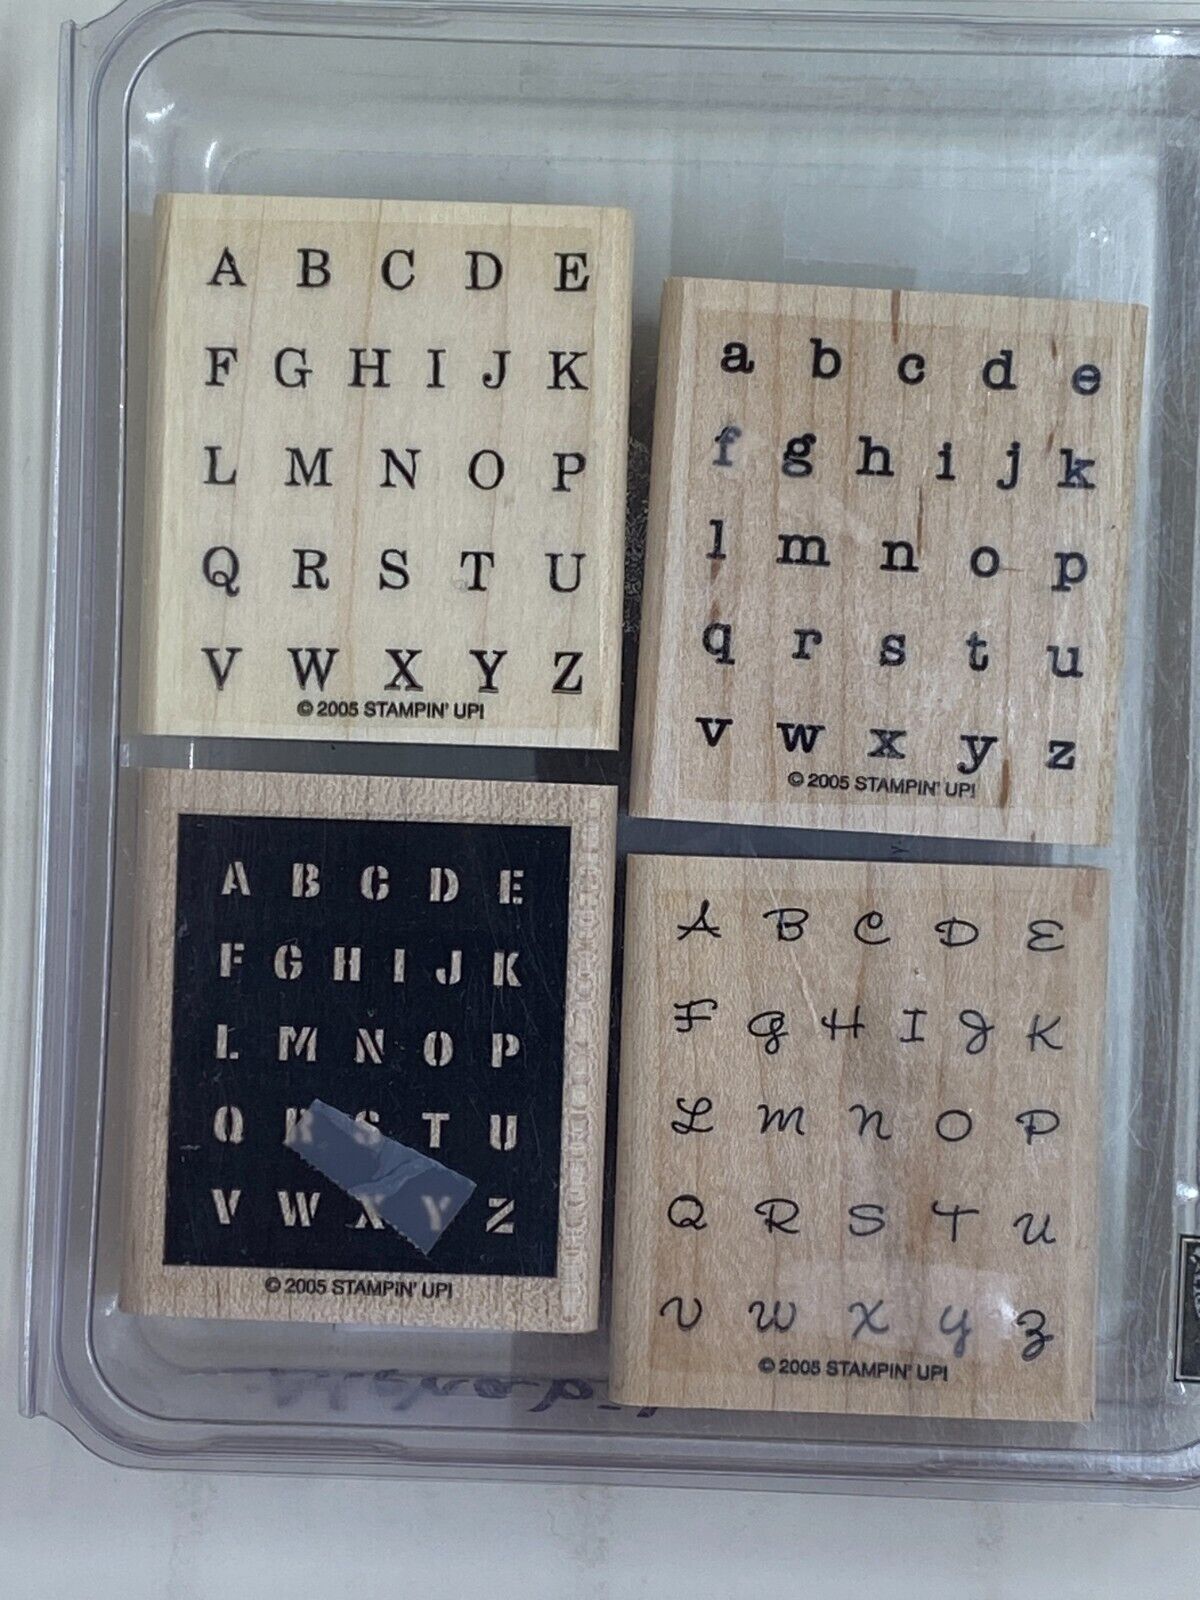 A B C D E
F G H I J K
L M N O P
Q R S T U
V W X Y Z
© 2005 STAMPIN' UP!
a b c d e
f g h i j k
l m n o p
q r s t u
v w x y z
© 2005 STAMPIN' UP!
A B C D E
F G H I J K
L M N O P
Q R S T U
V W X Y Z
© 2005 STAMPIN' UP!
A B C D E
F G H I J K
L M N O P
Q R S T U
V W X Y Z
© 2005 STAMPIN' UP!